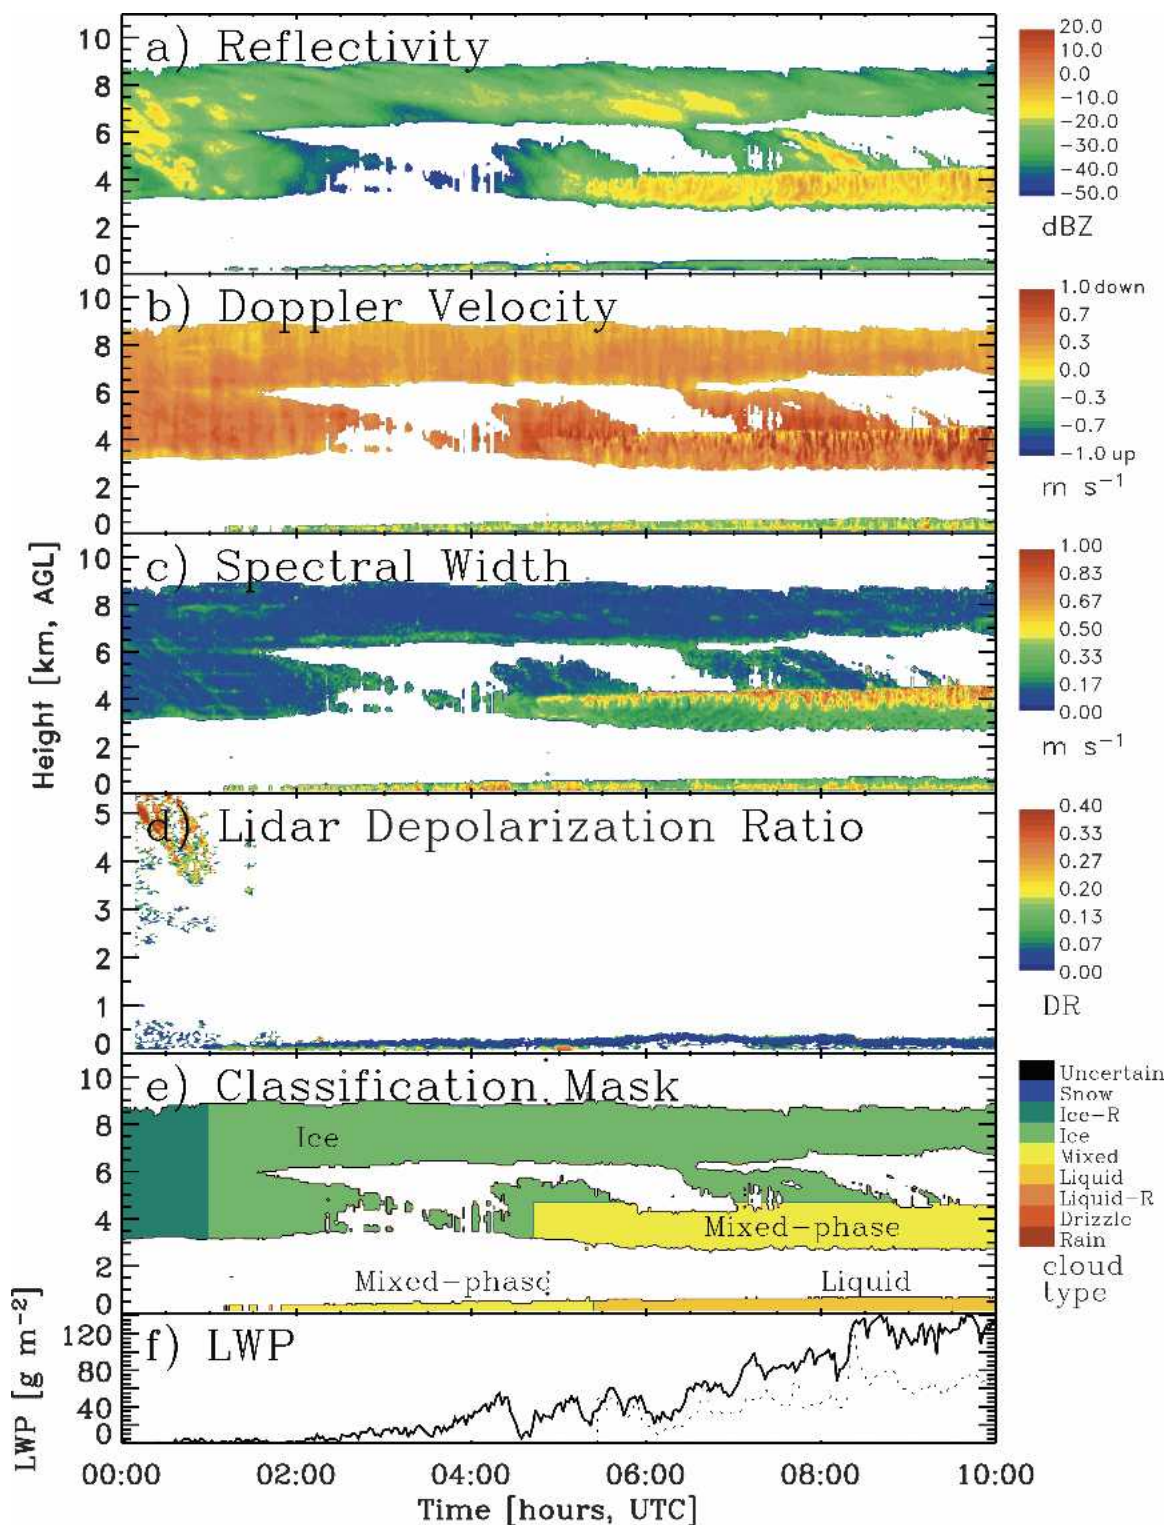 a) Reflectivity
10
8
6
4
2
0
20.0
10.0
0.0
-10.0
-20.0
-30.0
-40.0
-50.0
dBZ
b) Doppler Velocity
10
8
6
4
2
0
1.0 down
0.7
0.3
0.0
-0.3
-0.7
-1.0 up
m s⁻¹
Height [km, AGL]
c) Spectral Width
10
8
6
4
2
0
1.00
0.83
0.67
0.50
0.33
0.17
0.00
m s⁻¹
d) Lidar Depolarization Ratio
5
4
3
2
1
0
0.40
0.33
0.27
0.20
0.13
0.07
0.00
DR
e) Classification Mask
10
8
6
4
2
0
Ice
Mixed-phase
Mixed-phase
Liquid
Uncertain
Snow
Ice-R
Ice
Mixed
Liquid
Liquid-R
Drizzle
Rain
cloud
type
f) LWP
LWP [g m⁻²]
120
80
40
0
00:00 02:00 04:00 06:00 08:00 10:00
Time [hours, UTC]